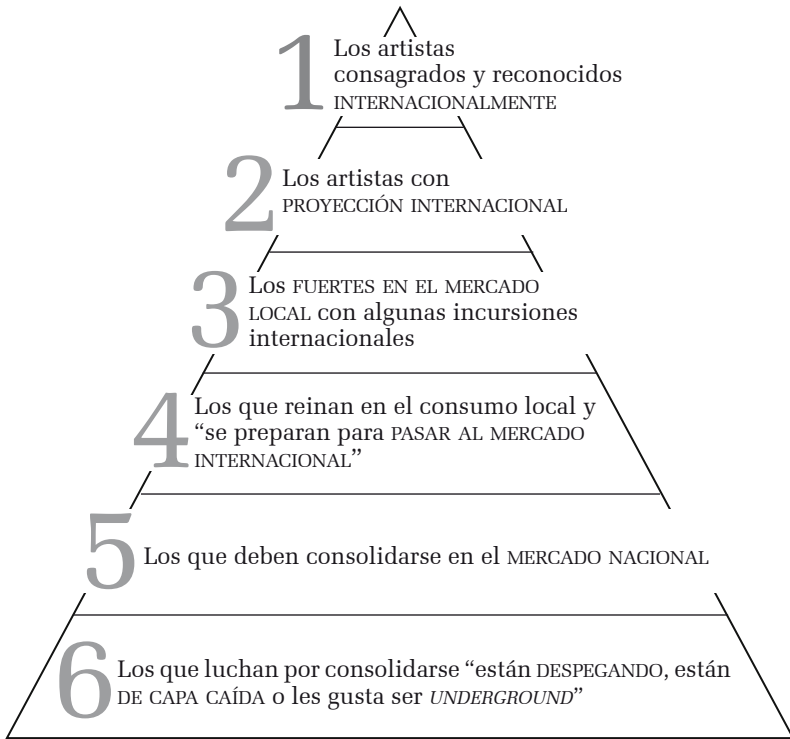 1
Los artistas
consagrados y reconocidos
INTERNACIONALMENTE
2
Los artistas con
PROYECCIÓN INTERNACIONAL
3
Los FUERTES EN EL MERCADO
LOCAL con algunas incursiones
internacionales
4
Los que reinan en el consumo local y
“se preparan para PASAR AL MERCADO
INTERNACIONAL”
5
Los que deben consolidarse en el MERCADO NACIONAL
6
Los que luchan por consolidarse “están DESPEGANDO, están
DE CAPA CAÍDA o les gusta ser UNDERGROUND”